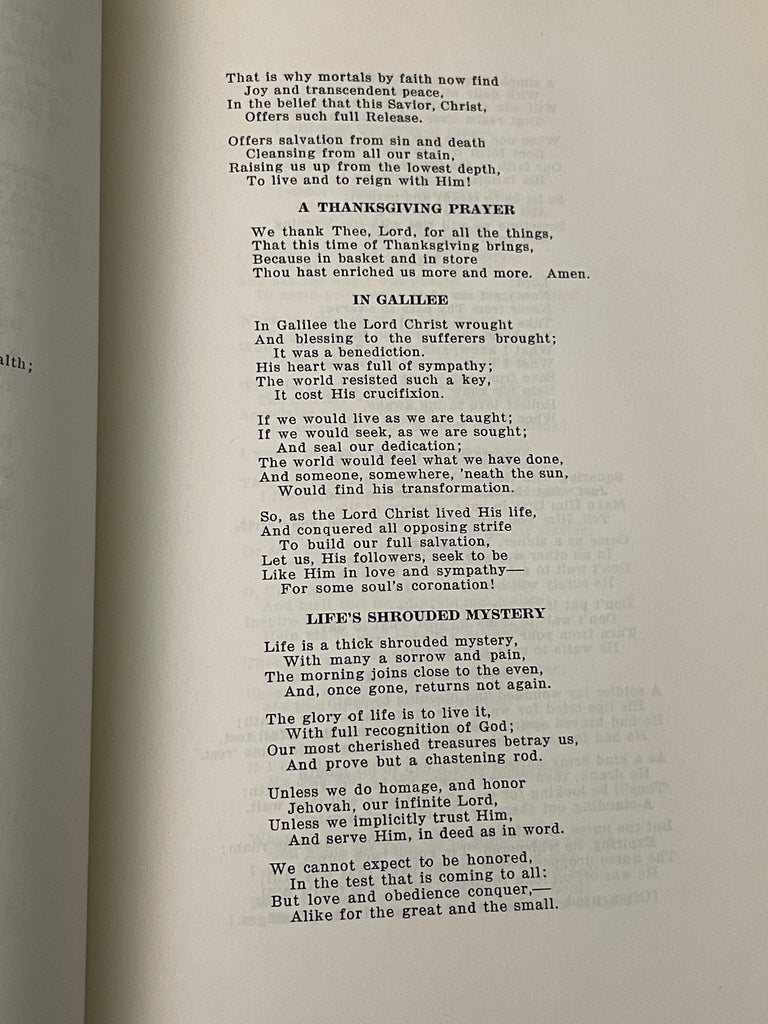 alth;
That is why mortals by faith now find
Joy and transcendent peace,
In the belief that this Savior, Christ,
Offers such full Release.
Offers salvation from sin and death
Cleansing from all our stain,
Raising us up from the lowest depth,
To live and to reign with Him!
A THANKSGIVING PRAYER
We thank Thee, Lord, for all the things,
That this time of Thanksgiving brings,
Because in basket and in store
Thou hast enriched us more and more. Amen.
IN GALILEE
In Galilee the Lord Christ wrought
And blessing to the sufferers brought;
It was a benediction.
His heart was full of sympathy;
The world resisted such a key,
It cost His crucifixion.
If we would live as we are taught;
If we would seek, as we are sought;
And seal our dedication;
The world would feel what we have done,
And someone, somewhere, 'neath the sun,
Would find his transformation.
So, as the Lord Christ lived His life,
And conquered all opposing strife
To build our full salvation,
Let us, His followers, seek to be
Like Him in love and sympathy—
For some soul's coronation!
LIFE'S SHROUDED MYSTERY
Life is a thick shrouded mystery,
With many a sorrow and pain,
The morning joins close to the even,
And, once gone, returns not again.
The glory of life is to live it,
With full recognition of God;
Our most cherished treasures betray us,
And prove but a chastening rod.
Unless we do homage, and honor
Jehovah, our infinite Lord,
Unless we implicitly trust Him,
And serve Him, in deed as in word.
We cannot expect to be honored,
In the test that is coming to all:
But love and obedience conquer,—
Alike for the great and the small.